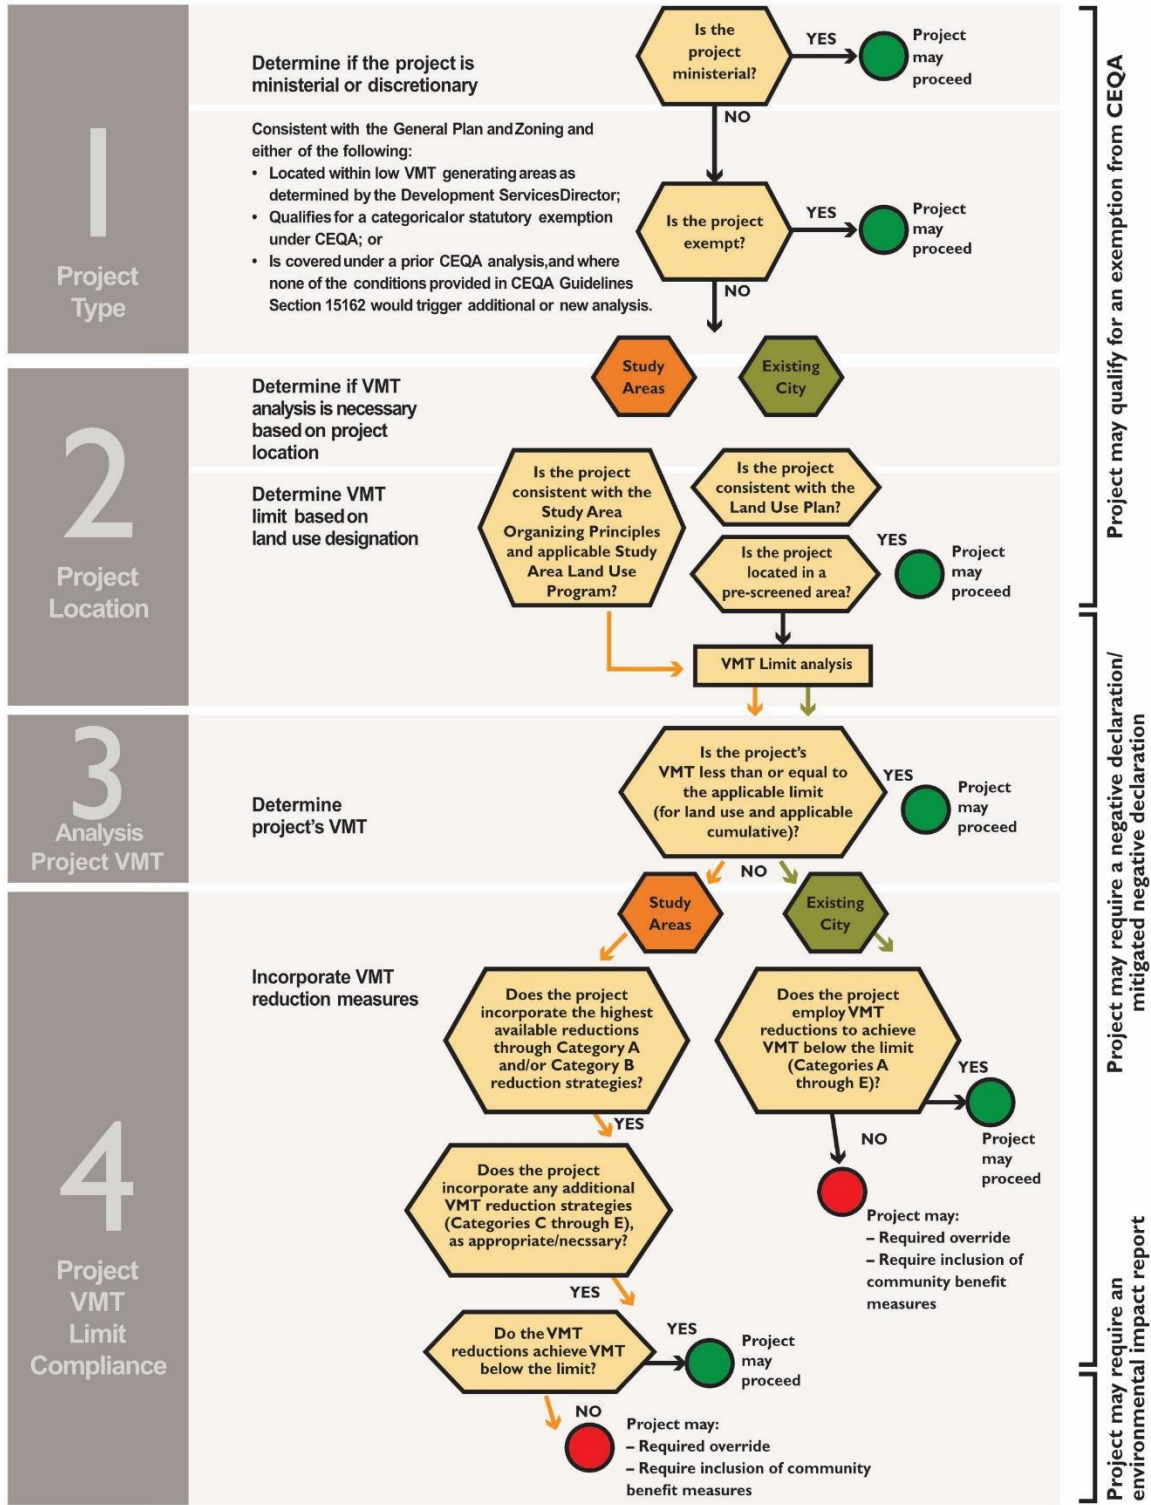 1
Project
Type
Determine if the project is
ministerial or discretionary
Is the
project
ministerial?
YES
Project
may
proceed
NO
Consistent with the General Plan and Zoning and
either of the following:
• Located within low VMT generating areas as
determined by the Development ServicesDirector;
• Qualifies for a categoricalor statutory exemption
under CEQA; or
• Is covered under a prior CEQA analysis,and where
none of the conditions provided in CEQA Guidelines
Section 15162 would trigger additional or new analysis.
Is the project
exempt?
YES
Project
may
proceed
NO
Study
Areas
Existing
City
2
Project
Location
Determine if VMT
analysis is necessary
based on project
location
Determine VMT
limit based on
land use designation
Is the project
consistent with the
Study Area
Organizing Principles
and applicable Study
Area Land Use
Program?
Is the project
consistent with the
Land Use Plan?
Is the project
located in a
pre-screened area?
YES
Project
may
proceed
VMT Limit analysis
3
Analysis
Project VMT
Determine
project's VMT
Is the project's
VMT less than or equal to
the applicable limit
(for land use and applicable
cumulative)?
YES
Project
may
proceed
NO
Study
Areas
Existing
City
4
Project
VMT
Limit
Compliance
Incorporate VMT
reduction measures
Does the project
incorporate the highest
available reductions
through Category A
and/or Category B
reduction strategies?
YES
Does the project
employ VMT
reductions to achieve
VMT below the limit
(Categories A
through E)?
YES
Project
may
proceed
NO
Project may:
– Required override
– Require inclusion of
community benefit
measures
Does the project
incorporate any additional
VMT reduction strategies
(Categories C through E),
as appropriate/necssary?
YES
Do the VMT
reductions achieve VMT
below the limit?
YES
Project
may
proceed
NO
Project may:
– Required override
– Require inclusion of community
benefit measures
Project may qualify for an exemption from CEQA
Project may require a negative declaration/
mitigated negative declaration
Project may require an
environmental impact report